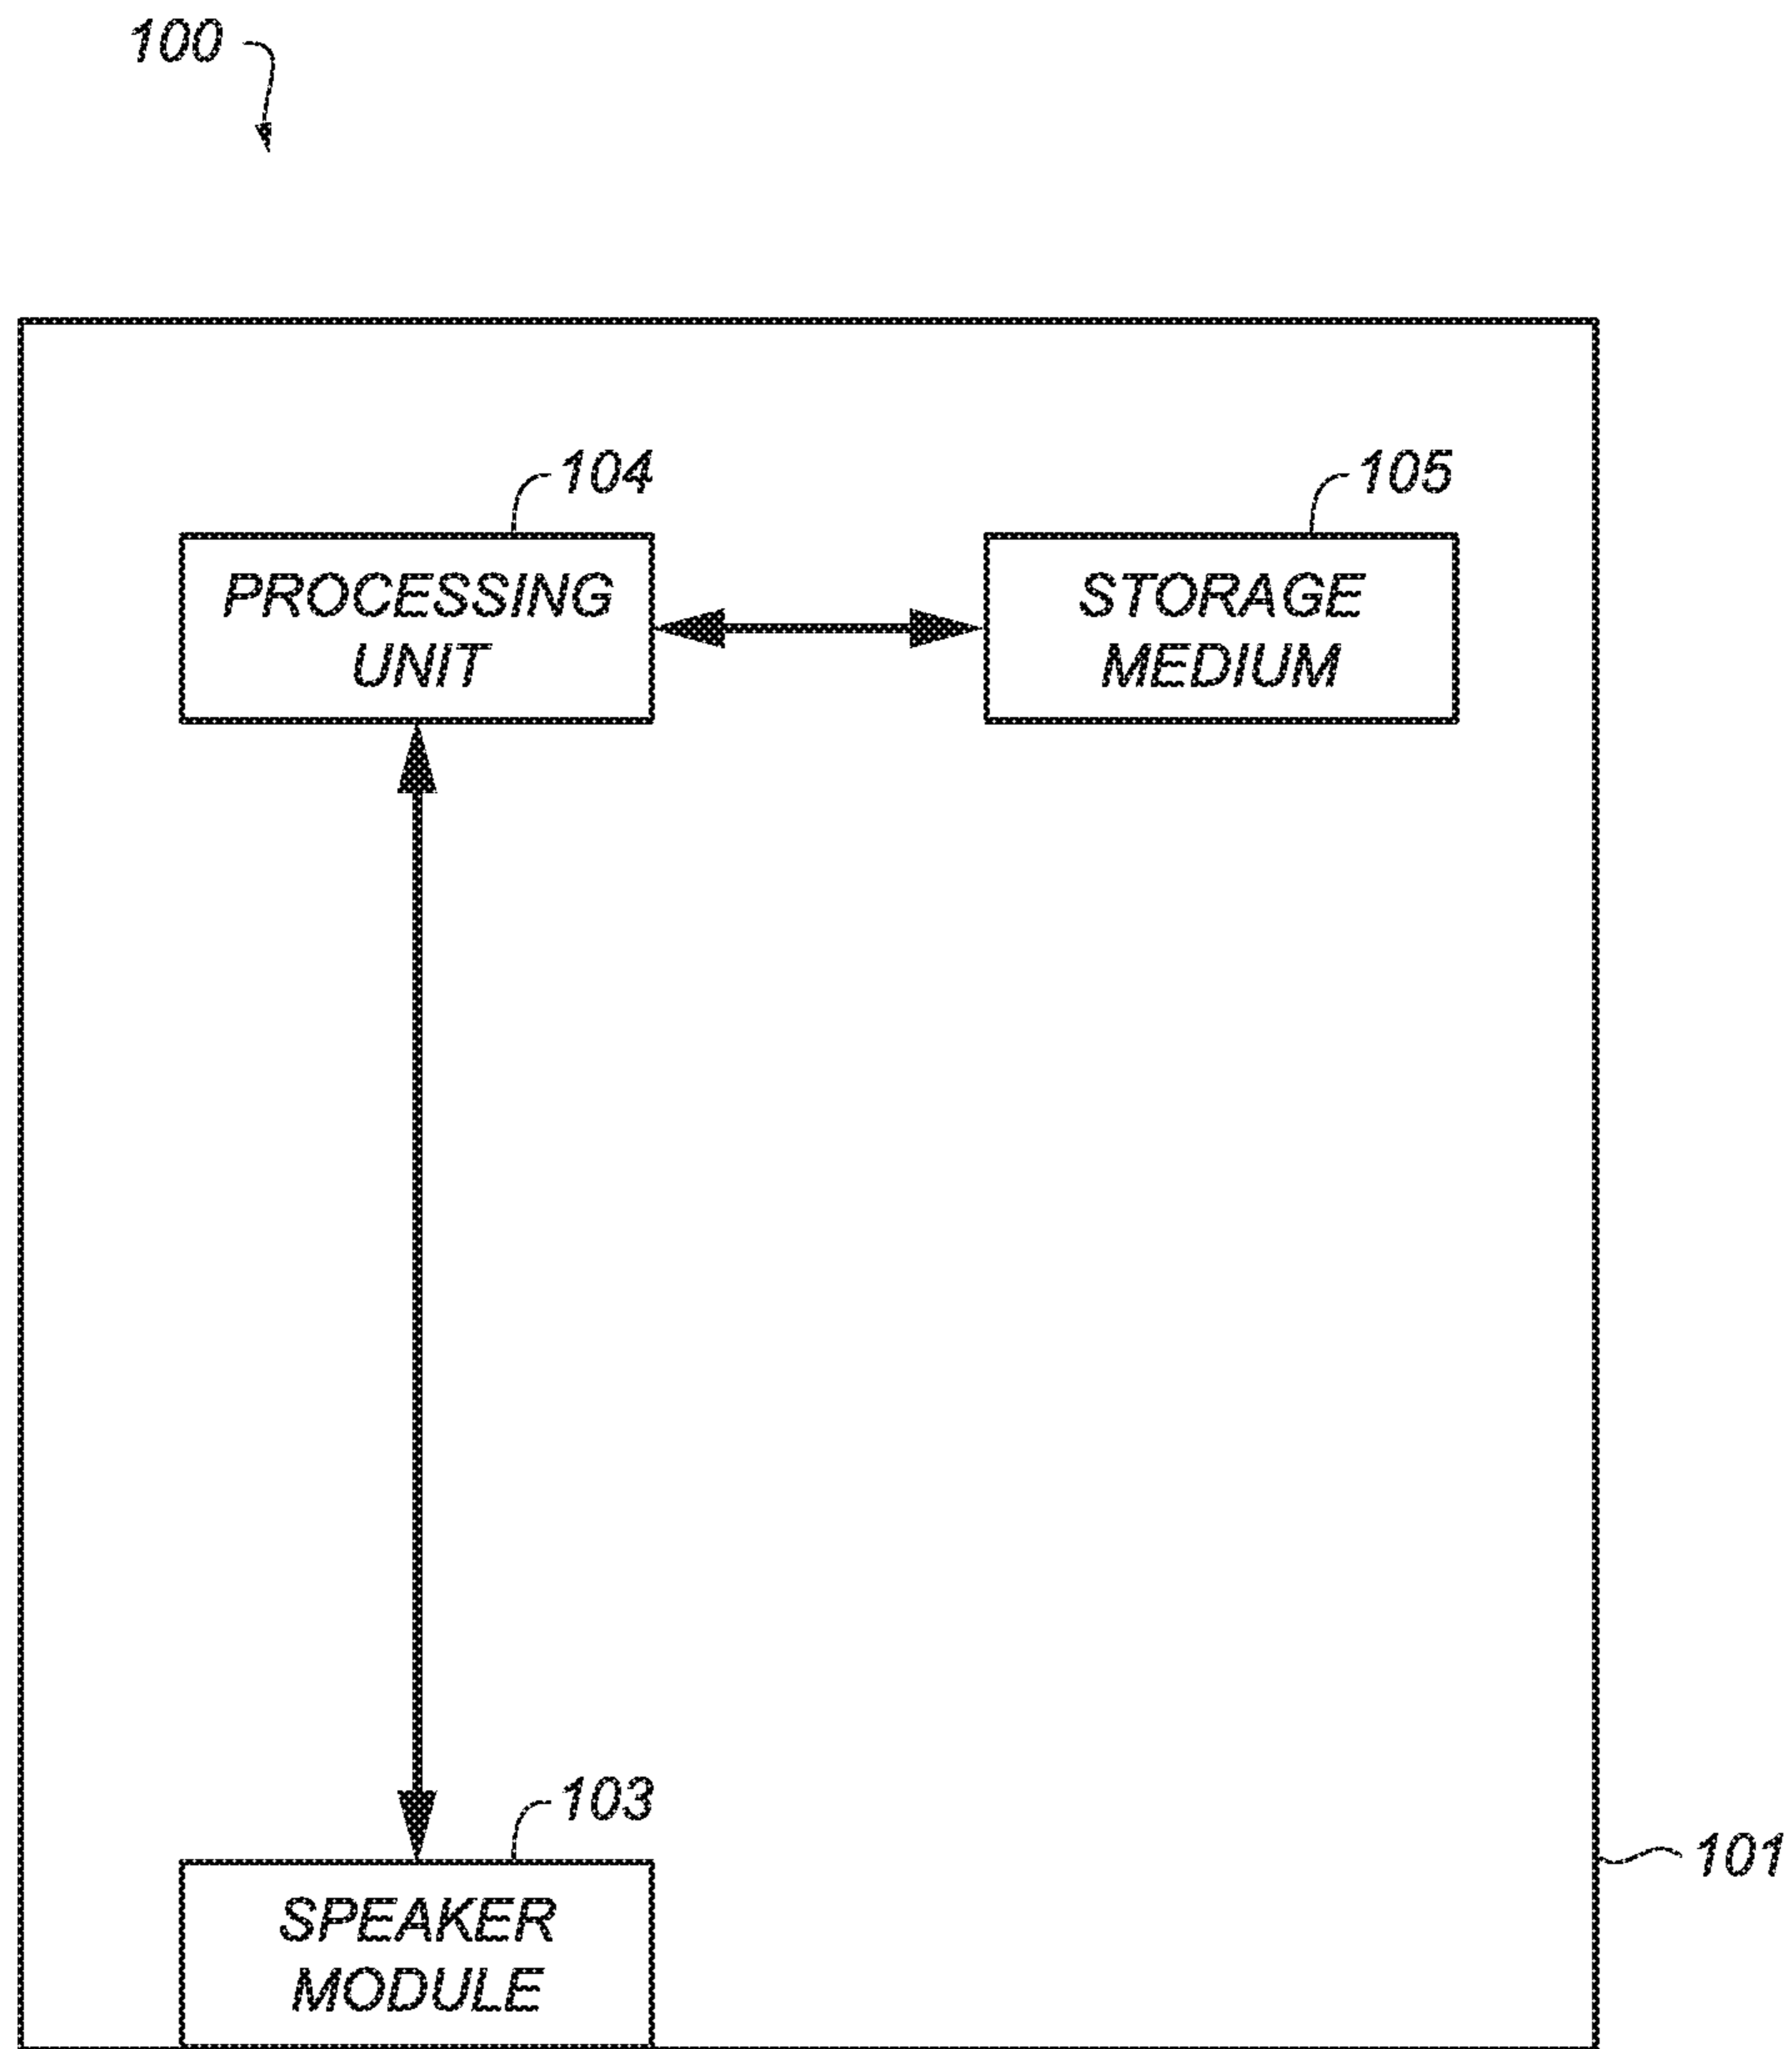 100
104
105
PROCESSING
UNIT
STORAGE
MEDIUM
103
101
SPEAKER
MODULE